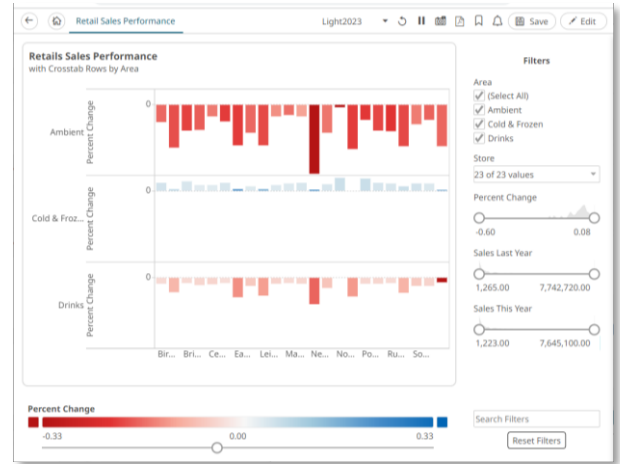 Retail Sales Performance
Light2023
Save
Edit
Retails Sales Performance
with Crosstab Rows by Area
Ambient
Percent Change
0
Cold & Froz...
Percent Change
0
Drinks
Percent Change
0
Bir... Bri... Ce... Ea... Lei... Ma... Ne... No... Po... Ru... So...
Percent Change
-0.33 0.00 0.33
Filters
Area
(Select All)
Ambient
Cold & Frozen
Drinks
Store
23 of 23 values
Percent Change
-0.60 0.08
Sales Last Year
1,265.00 7,742,720.00
Sales This Year
1,223.00 7,645,100.00
Search Filters
Reset Filters